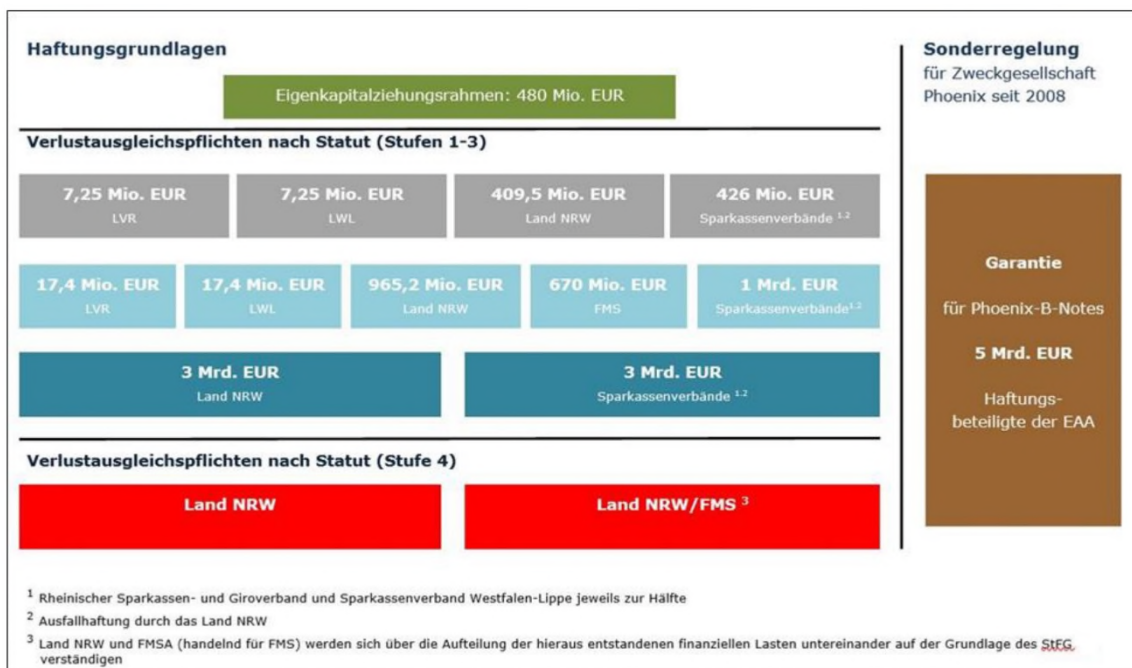 Haftungsgrundlagen
Eigenkapitalziehungsrahmen: 480 Mio. EUR
Verlustausgleichspflichten nach Statut (Stufen 1-3)
7,25 Mio. EUR
LVR
7,25 Mio. EUR
LWL
409,5 Mio. EUR
Land NRW
426 Mio. EUR
Sparkassenverbände 1.2
17,4 Mio. EUR
LVR
17,4 Mio. EUR
LWL
965,2 Mio. EUR
Land NRW
670 Mio. EUR
FMS
1 Mrd. EUR
Sparkassenverbände1.2
3 Mrd. EUR
Land NRW
3 Mrd. EUR
Sparkassenverbände 1.2
Verlustausgleichspflichten nach Statut (Stufe 4)
Land NRW
Land NRW/FMS 3
Sonderregelung
für Zweckgesellschaft
Phoenix seit 2008
Garantie
für Phoenix-B-Notes
5 Mrd. EUR
Haftungs-
beteiligte der EAA
1 Rheinischer Sparkassen- und Giroverband und Sparkassenverband Westfalen-Lippe jeweils zur Hälfte
2 Ausfallhaftung durch das Land NRW
3 Land NRW und FMSA (handelnd für FMS) werden sich über die Aufteilung der hieraus entstandenen finanziellen Lasten untereinander auf der Grundlage des StFG
verständigen